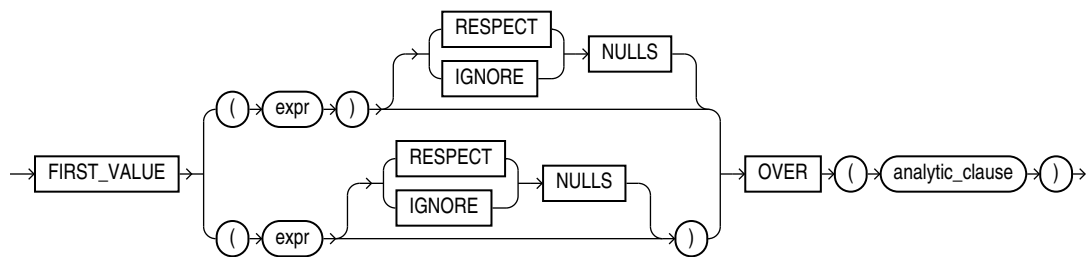 RESPECT
NULLS
IGNORE
( expr )
RESPECT
FIRST_VALUE
NULLS
OVER ( analytic_clause )
IGNORE
( expr )